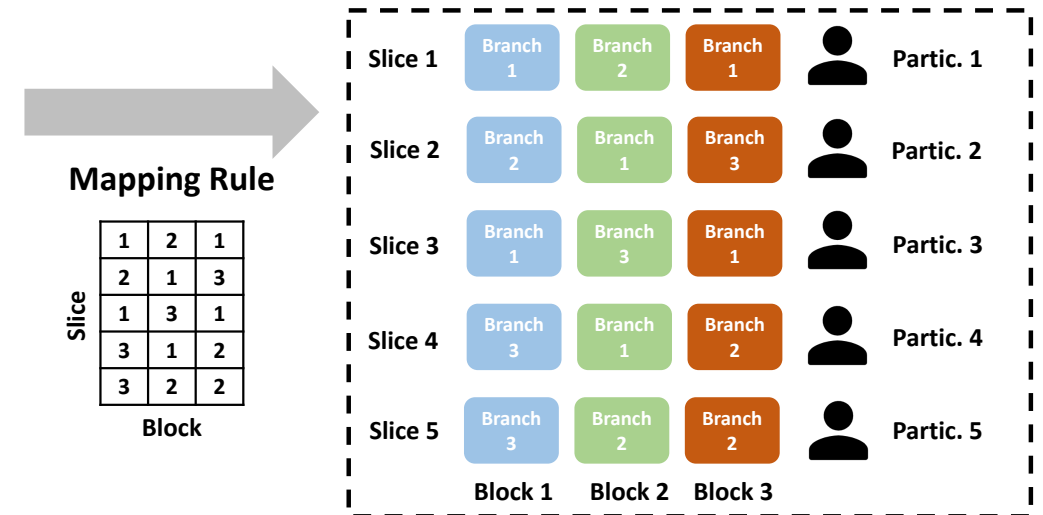 Mapping Rule
Slice
1 2 1
2 1 3
1 3 1
3 1 2
3 2 2
Block
Slice 1
Branch
1
Branch
2
Branch
1
Partic. 1
Slice 2
Branch
2
Branch
1
Branch
3
Partic. 2
Slice 3
Branch
1
Branch
3
Branch
1
Partic. 3
Slice 4
Branch
3
Branch
1
Branch
2
Partic. 4
Slice 5
Branch
3
Branch
2
Branch
2
Partic. 5
Block 1
Block 2
Block 3